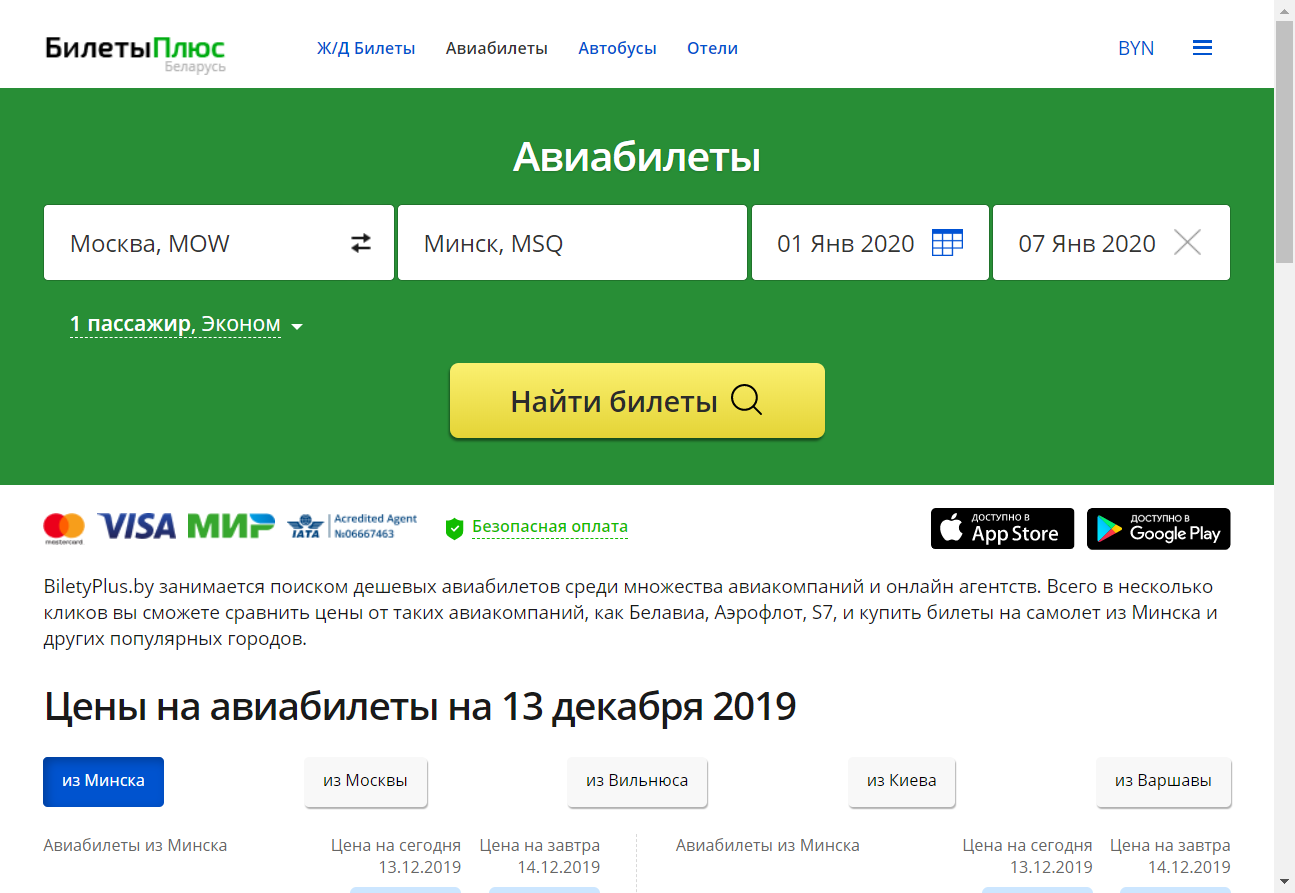 БилетыПлюс
Беларусь
Ж/Д Билеты Авиабилеты Автобусы Отели BYN
Авиабилеты
Москва, MOW Минск, MSQ 01 Янв 2020 07 Янв 2020
1 пассажир, Эконом
Найти билеты
mastercard VISA МИР IATA Accredited Agent
№06667463
Безопасная оплата
ДОСТУПНО В
App Store
ДОСТУПНО В
Google Play
BiletyPlus.by занимается поиском дешевых авиабилетов среди множества авиакомпаний и онлайн агентств. Всего в несколько
кликов вы сможете сравнить цены от таких авиакомпаний, как Белавиа, Аэрофлот, S7, и купить билеты на самолет из Минска и
других популярных городов.
Цены на авиабилеты на 13 декабря 2019
из Минска из Москвы из Вильнюса из Киева из Варшавы
Авиабилеты из Минска Цена на сегодня Цена на завтра Авиабилеты из Минска Цена на сегодня Цена на завтра
13.12.2019 14.12.2019 13.12.2019 14.12.2019